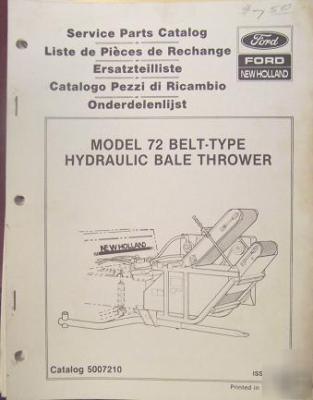 Service Parts Catalog
Liste de Pièces de Rechange
Ersatzteilliste
Catalogo Pezzi di Ricambio
Onderdelenlijst
Ford
FORD
NEW HOLLAND
MODEL 72 BELT-TYPE
HYDRAULIC BALE THROWER
NEW HOLLAND
Catalog 5007210
ISS
Printed in